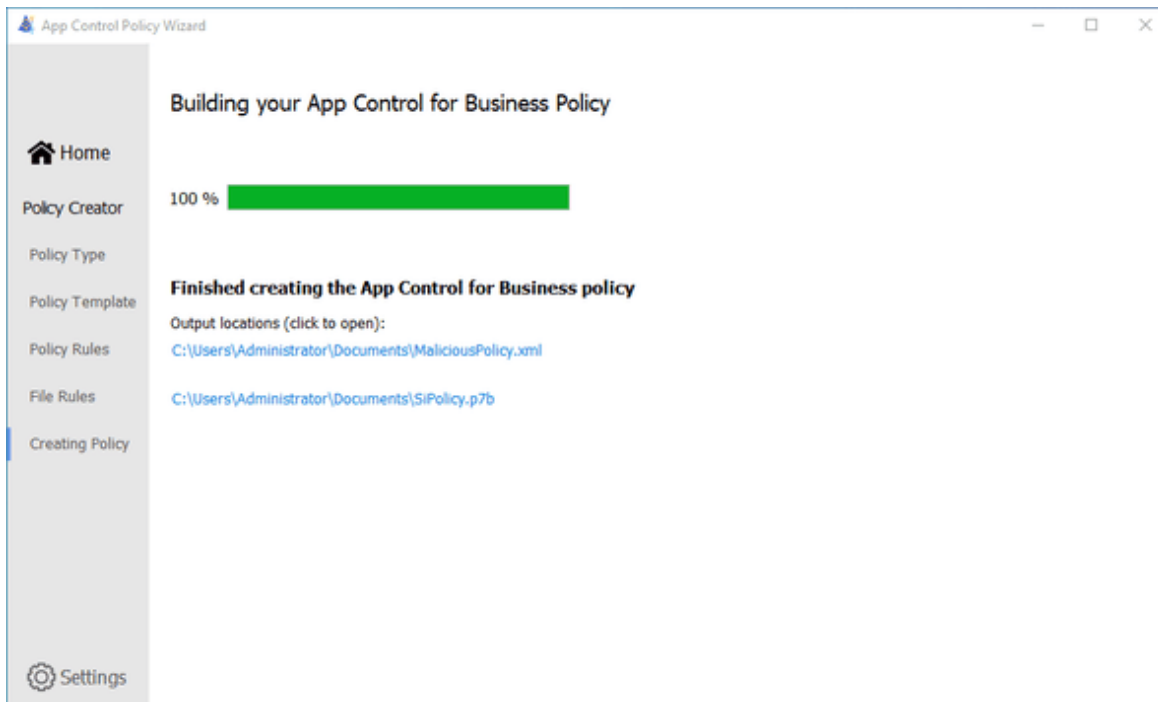 App Control Policy Wizard
Building your App Control for Business Policy
Home
Policy Creator
100 %
Policy Type
Policy Template
Finished creating the App Control for Business policy
Output locations (click to open):
Policy Rules
C:\Users\Administrator\Documents\MaliciousPolicy.xml
File Rules
C:\Users\Administrator\Documents\SiPolicy.p7b
Creating Policy
Settings